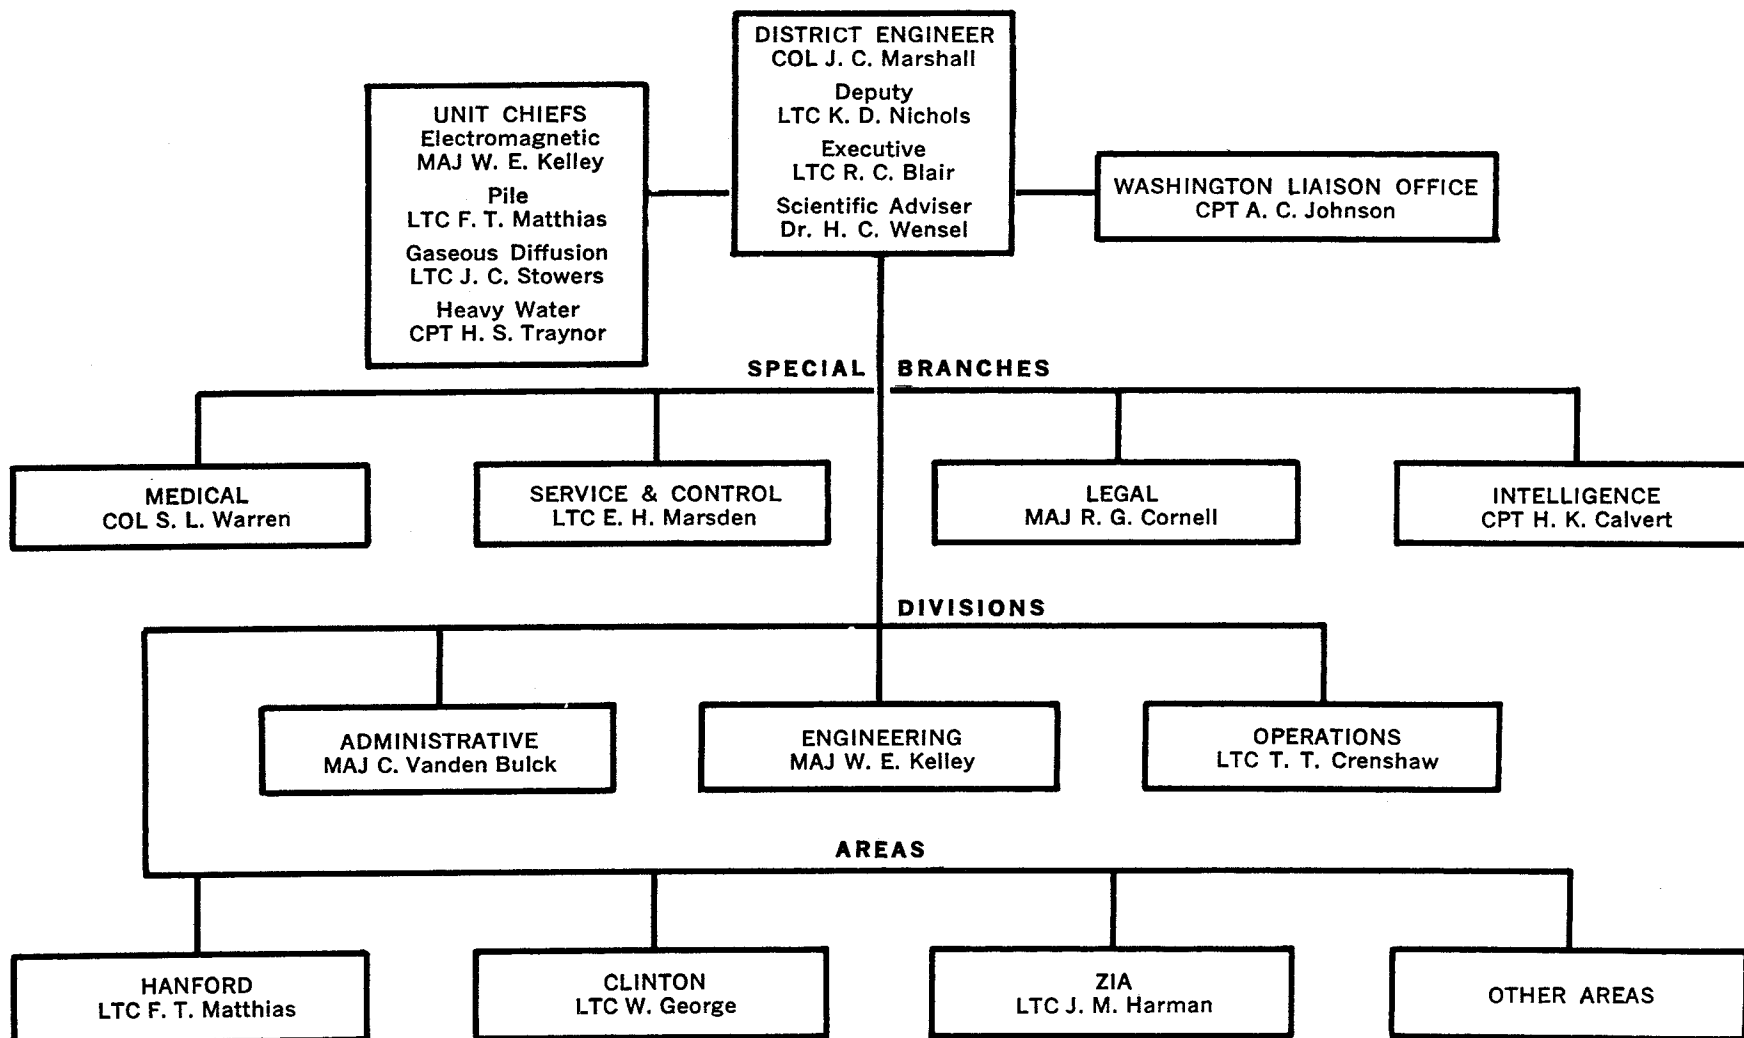 DISTRICT ENGINEER
COL J. C. Marshall
Deputy
LTC K. D. Nichols
Executive
LTC R. C. Blair
Scientific Adviser
Dr. H. C. Wensel
UNIT CHIEFS
Electromagnetic
MAJ W. E. Kelley
Pile
LTC F. T. Matthias
Gaseous Diffusion
LTC J. C. Stowers
Heavy Water
CPT H. S. Traynor
WASHINGTON LIAISON OFFICE
CPT A. C. Johnson
SPECIAL BRANCHES
MEDICAL
COL S. L. Warren
SERVICE & CONTROL
LTC E. H. Marsden
LEGAL
MAJ R. G. Cornell
INTELLIGENCE
CPT H. K. Calvert
DIVISIONS
ADMINISTRATIVE
MAJ C. Vanden Bulck
ENGINEERING
MAJ W. E. Kelley
OPERATIONS
LTC T. T. Crenshaw
AREAS
HANFORD
LTC F. T. Matthias
CLINTON
LTC W. George
ZIA
LTC J. M. Harman
OTHER AREAS